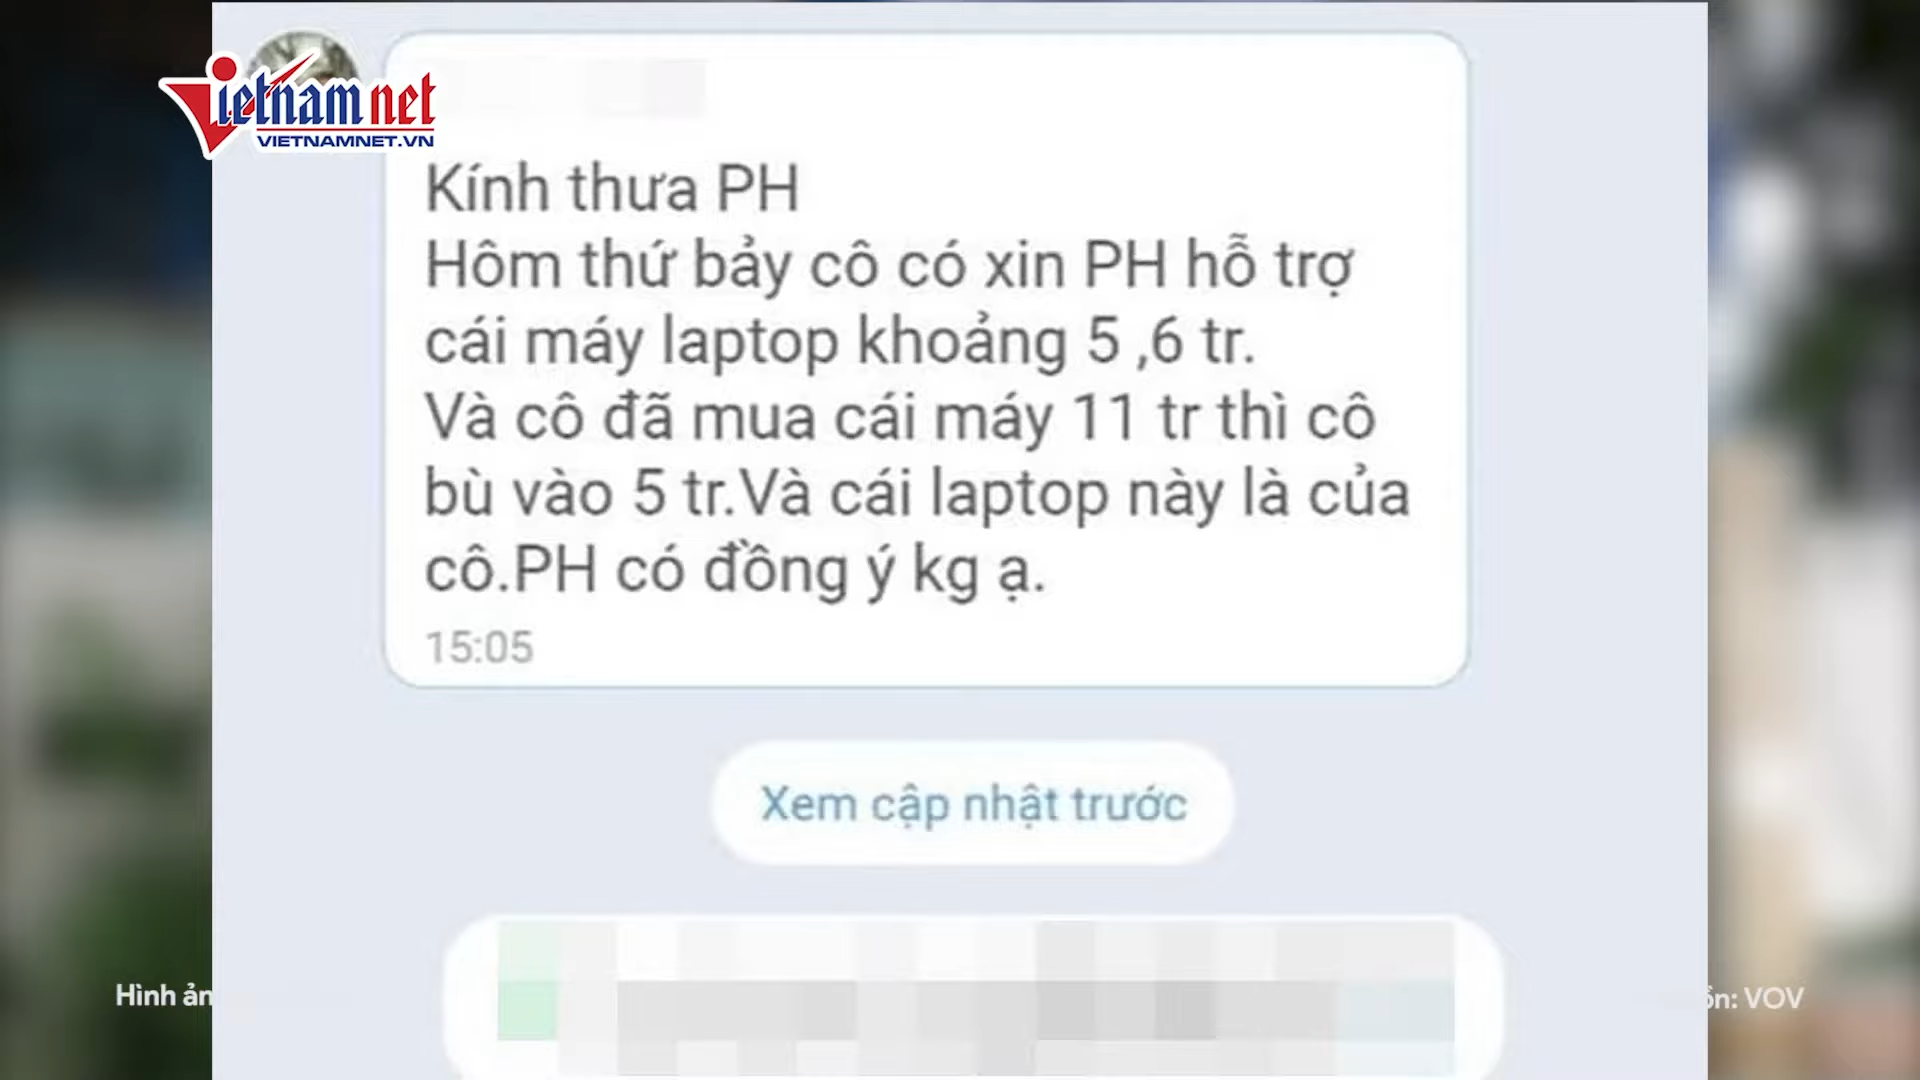 Vietnamnet
VIETNAMNET.VN
Kính thưa PH
Hôm thứ bảy cô có xin PH hỗ trợ
cái máy laptop khoảng 5 ,6 tr.
Và cô đã mua cái máy 11 tr thì cô
bù vào 5 tr.Và cái laptop này là của
cô.PH có đồng ý kg ạ.
15:05
Xem cập nhật trước
Hình
VOV